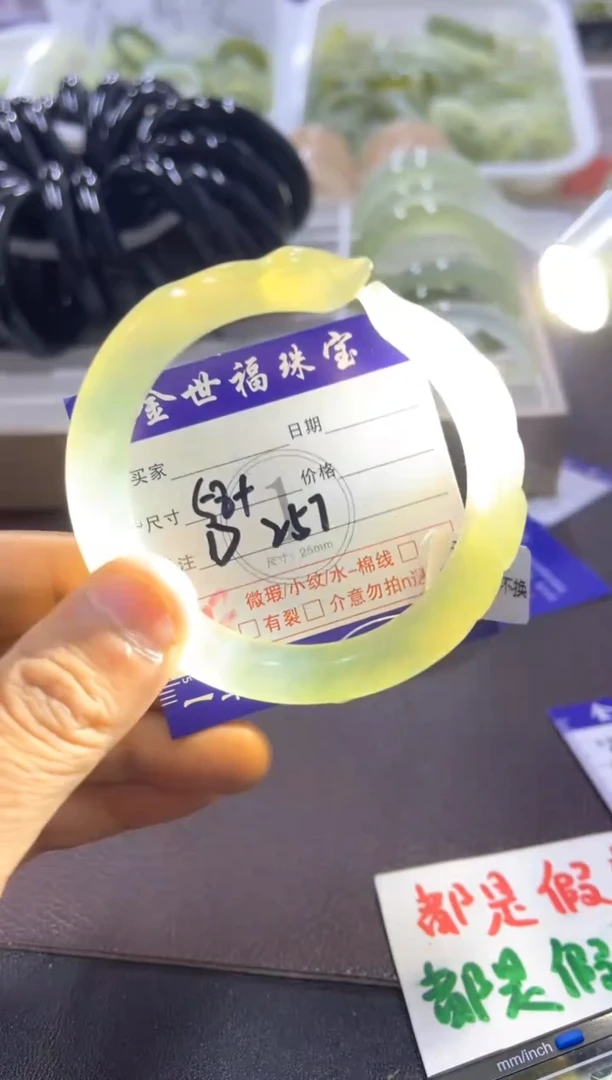 金世福珠宝
日期
买家
价格
尺寸
58+
注
257
尺寸：25mm
微瑕/小纹/水-棉线□
□有裂□ 介意勿拍
不换
都是假
都是假
mm/inch